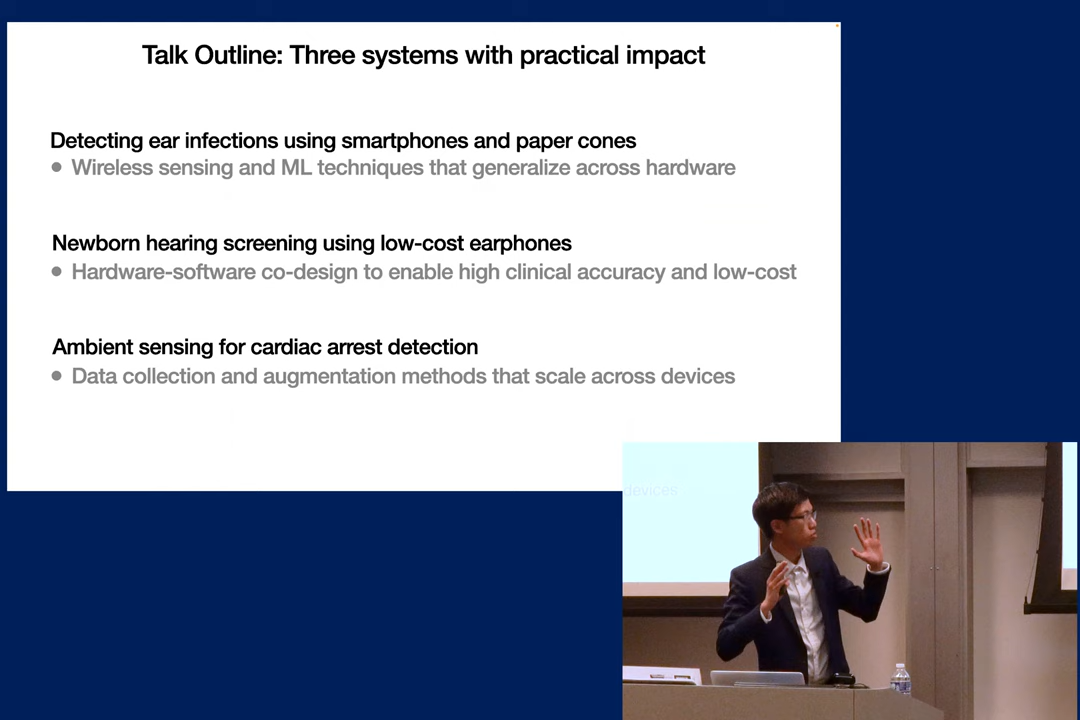 Talk Outline: Three systems with practical impact
Detecting ear infections using smartphones and paper cones
• Wireless sensing and ML techniques that generalize across hardware
Newborn hearing screening using low-cost earphones
• Hardware-software co-design to enable high clinical accuracy and low-cost
Ambient sensing for cardiac arrest detection
• Data collection and augmentation methods that scale across devices
devices